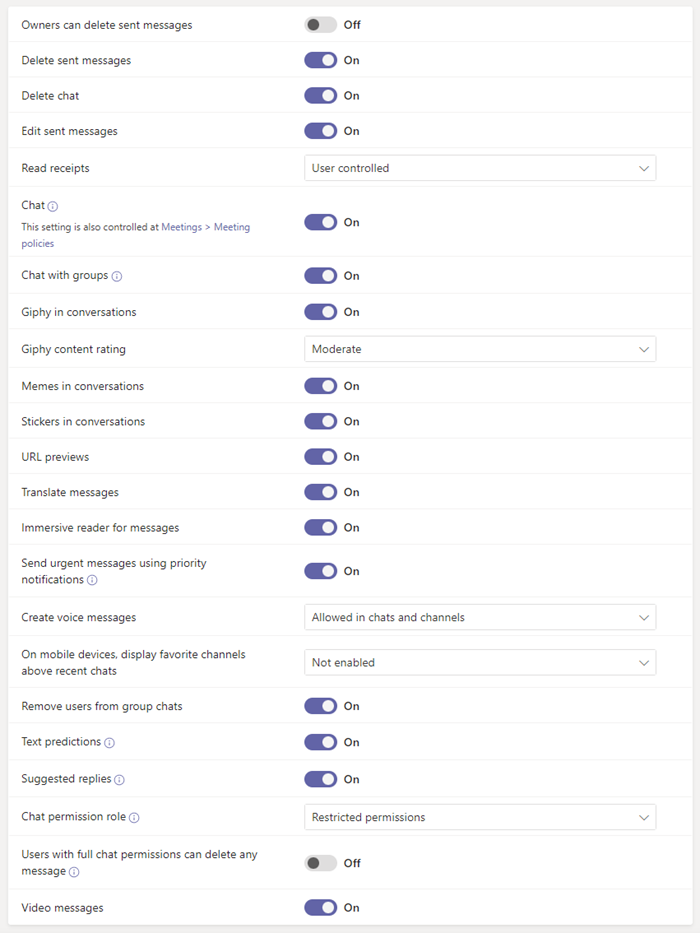 Owners can delete sent messages Off
Delete sent messages On
Delete chat On
Edit sent messages On
Read receipts User controlled
Chat
This setting is also controlled at Meetings > Meeting
policies
On
Chat with groups On
Giphy in conversations On
Giphy content rating Moderate
Memes in conversations On
Stickers in conversations On
URL previews On
Translate messages On
Immersive reader for messages On
Send urgent messages using priority
notifications
On
Create voice messages Allowed in chats and channels
On mobile devices, display favorite channels
above recent chats
Not enabled
Remove users from group chats On
Text predictions On
Suggested replies On
Chat permission role Restricted permissions
Users with full chat permissions can delete any
message
Off
Video messages On